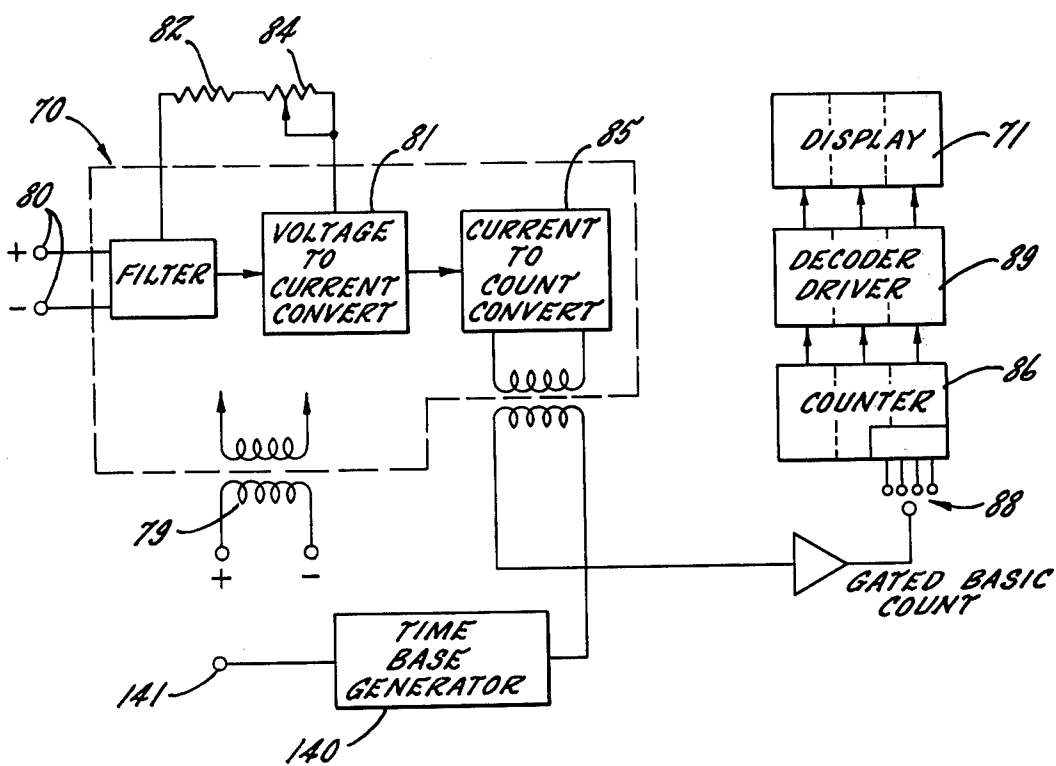 82
84
70
81
85
80
+
-
FILTER
VOLTAGE
TO
CURRENT
CONVERT
CURRENT
TO
COUNT
CONVERT
DISPLAY
71
DECODER
DRIVER
89
COUNTER
86
88
79
+
-
GATED BASIC
COUNT
TIME
BASE
GENERATOR
141
140